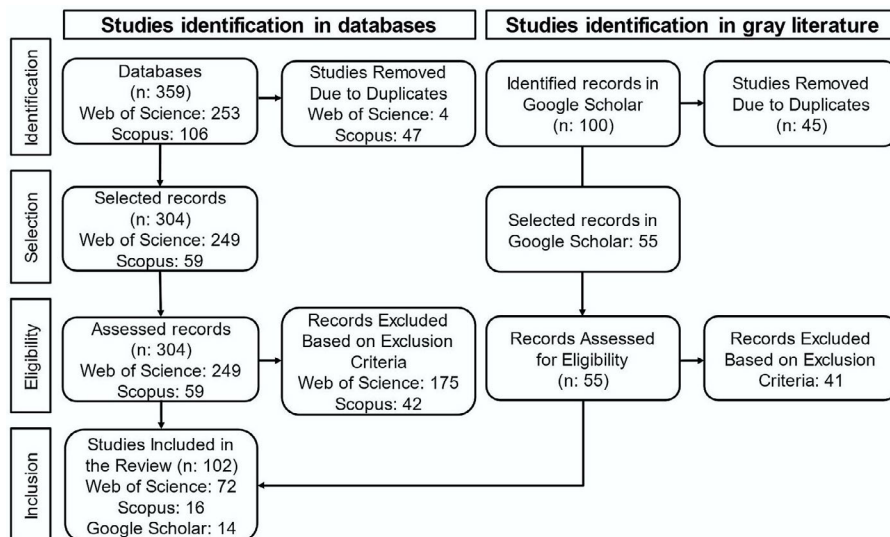 Studies identification in databases
Studies identification in gray literature
Identification
Databases
(n: 359)
Web of Science: 253
Scopus: 106
Studies Removed
Due to Duplicates
Web of Science: 4
Scopus: 47
Identified records in
Google Scholar
(n: 100)
Studies Removed
Due to Duplicates
(n: 45)
Selection
Selected records
(n: 304)
Web of Science: 249
Scopus: 59
Selected records in
Google Scholar: 55
Eligibility
Assessed records
(n: 304)
Web of Science: 249
Scopus: 59
Records Excluded
Based on Exclusion
Criteria
Web of Science: 175
Scopus: 42
Records Assessed
for Eligibility
(n: 55)
Records Excluded
Based on Exclusion
Criteria: 41
Inclusion
Studies Included in
the Review (n: 102)
Web of Science: 72
Scopus: 16
Google Scholar: 14